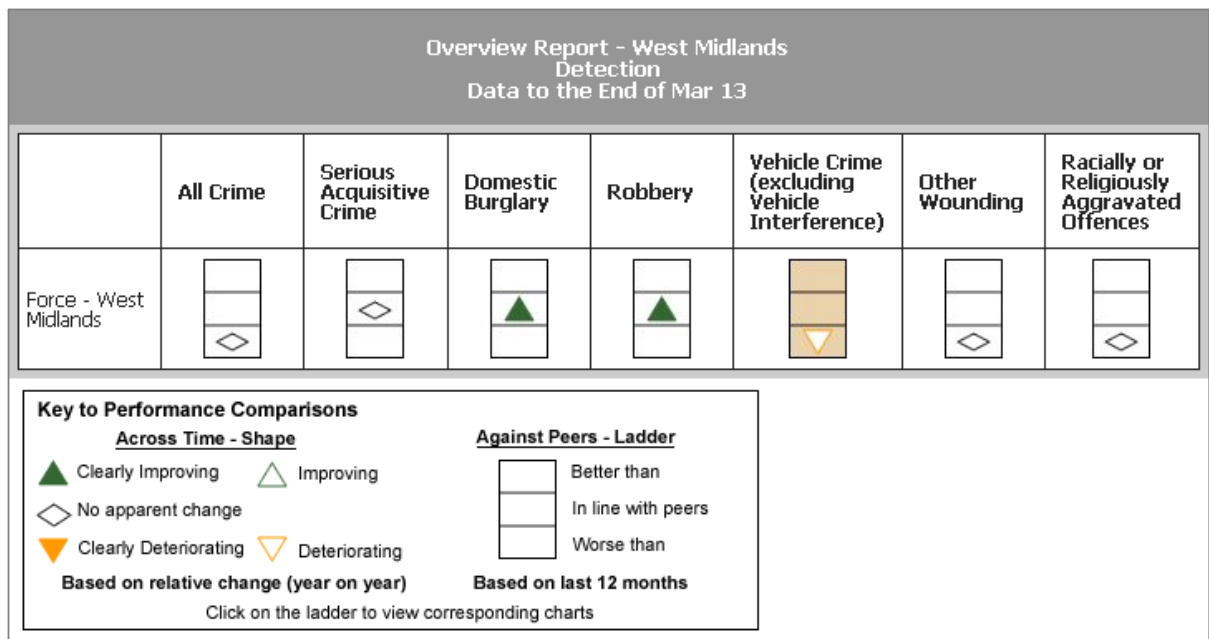 Overview Report - West Midlands
Detection
Data to the End of Mar 13
All Crime
Serious
Acquisitive
Crime
Domestic
Burglary
Robbery
Vehicle Crime
(excluding
Vehicle
Interference)
Other
Wounding
Racially or
Religiously
Aggravated
Offences
Force - West
Midlands
Key to Performance Comparisons
Across Time - Shape
Clearly Improving
Improving
No apparent change
Clearly Deteriorating
Deteriorating
Based on relative change (year on year)
Against Peers - Ladder
Better than
In line with peers
Worse than
Based on last 12 months
Click on the ladder to view corresponding charts